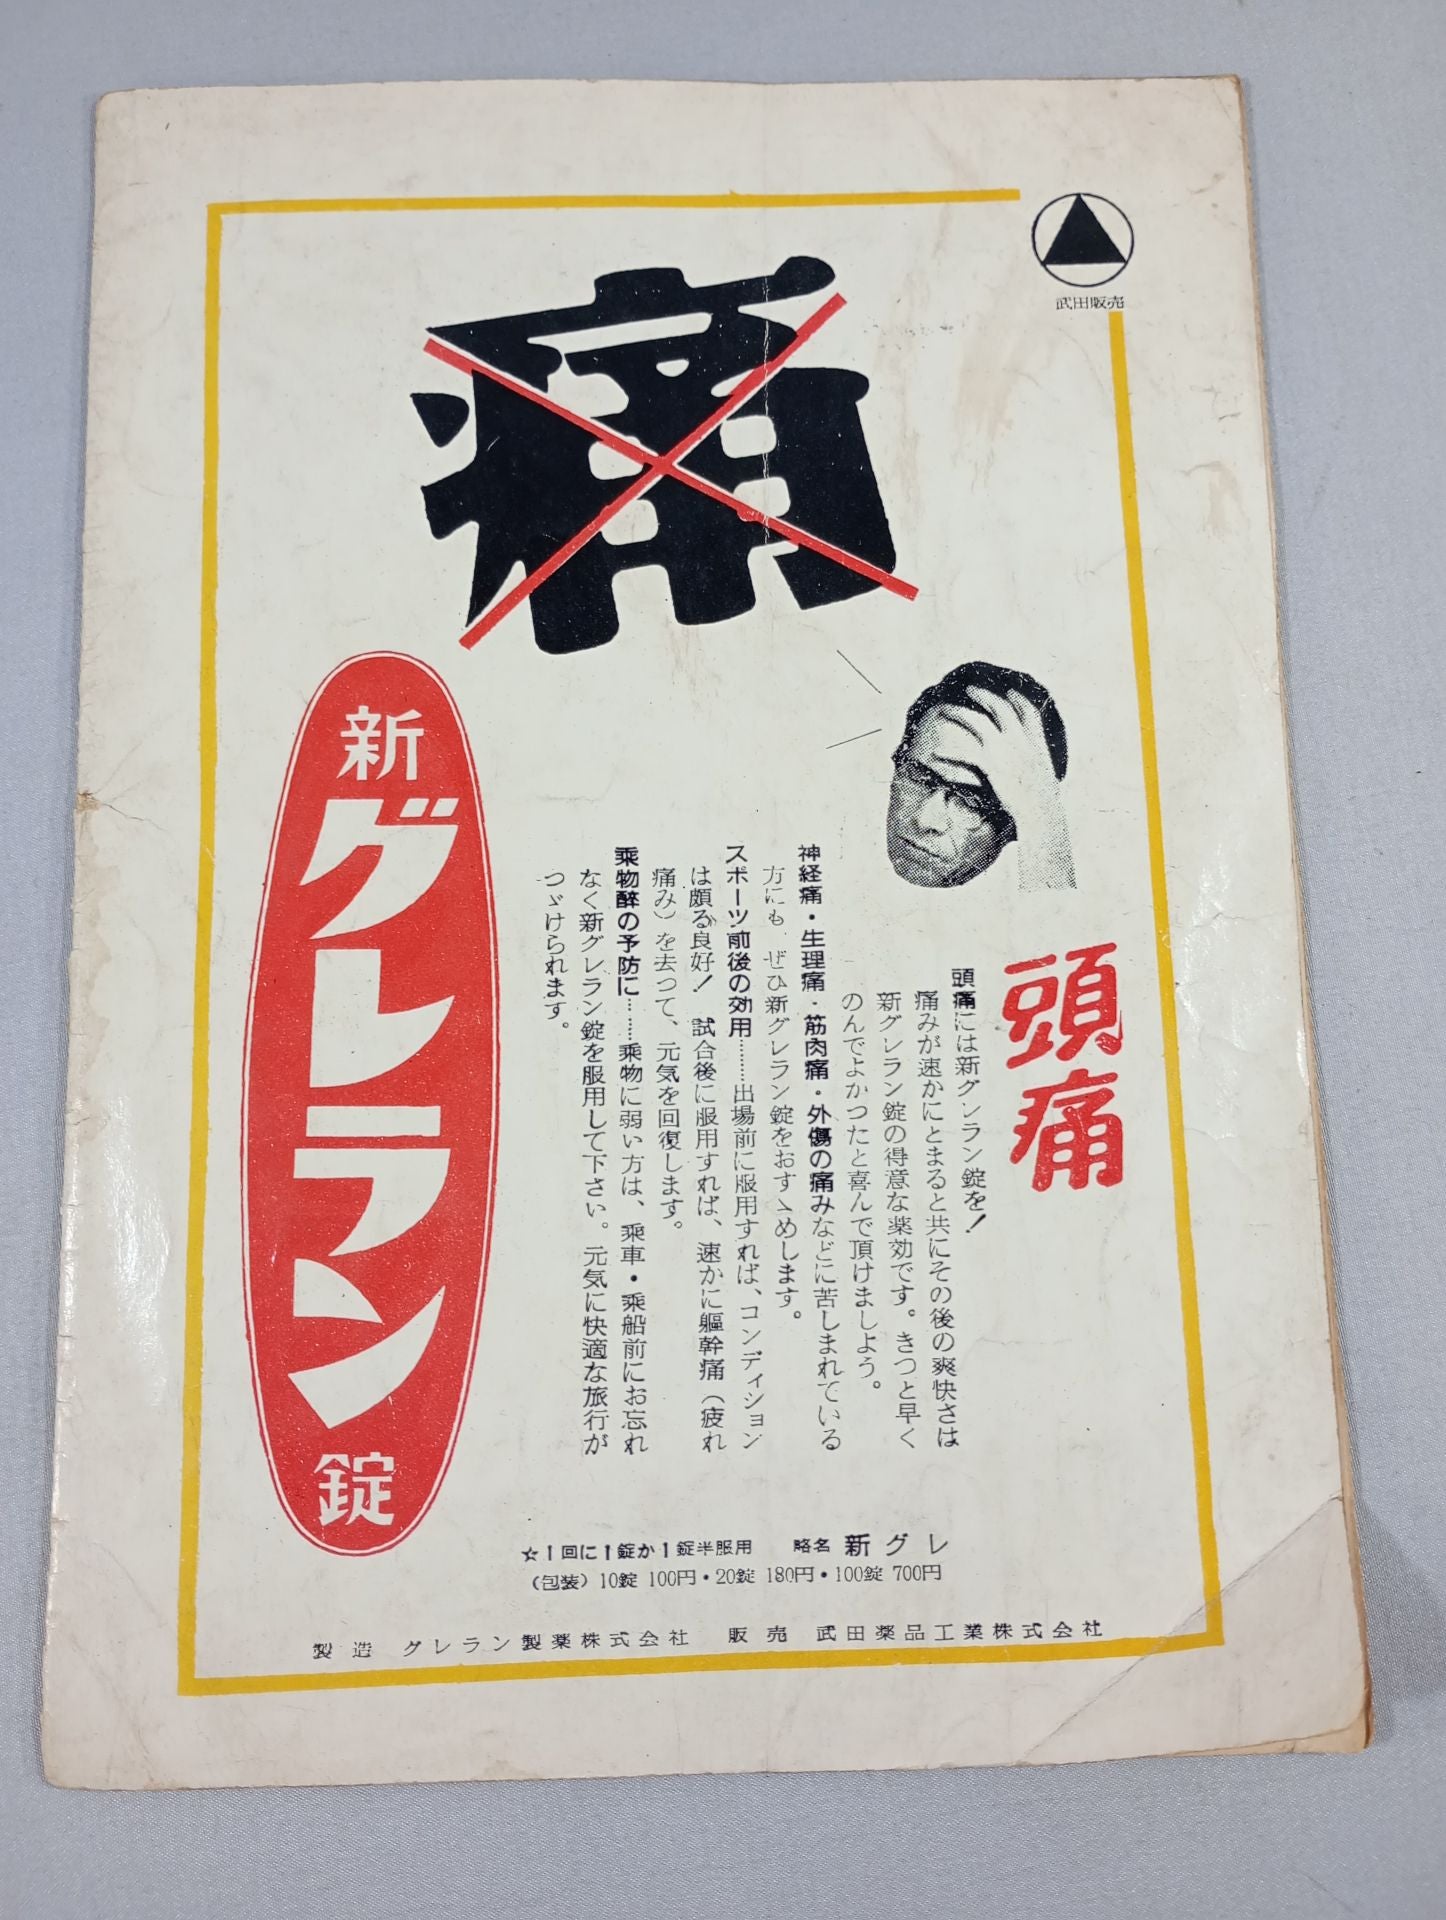 武田販売
痛
頭痛
頭痛には新グレラン錠を!
痛みが速かにとまると共にその後の爽快さは
新グレラン錠の得意な薬効です。きつと早く
のんでよかつたと喜んで頂けましよう。
神経痛・生理痛・筋肉痛・外傷の痛みなどに苦しまれている
方にも、ぜひ新グレラン錠をおすゝめします。
スポーツ前後の効用………出場前に服用すれば、コンディション
は頗る良好! 試合後に服用すれば、速かに軀幹痛（疲れ
痛み）を去つて、元気を回復します。
乗物酔の予防に……乗物に弱い方は、乗車・乗船前にお忘れ
なく新グレラン錠を服用して下さい。元気に快適な旅行が
つゞけられます。
新グレラン錠
☆1回に1錠か1錠半服用 略名 新グレ
（包装）10錠 100円・20錠 180円・100錠 700円
製造 グレラン製薬株式会社 販売 武田薬品工業株式会社